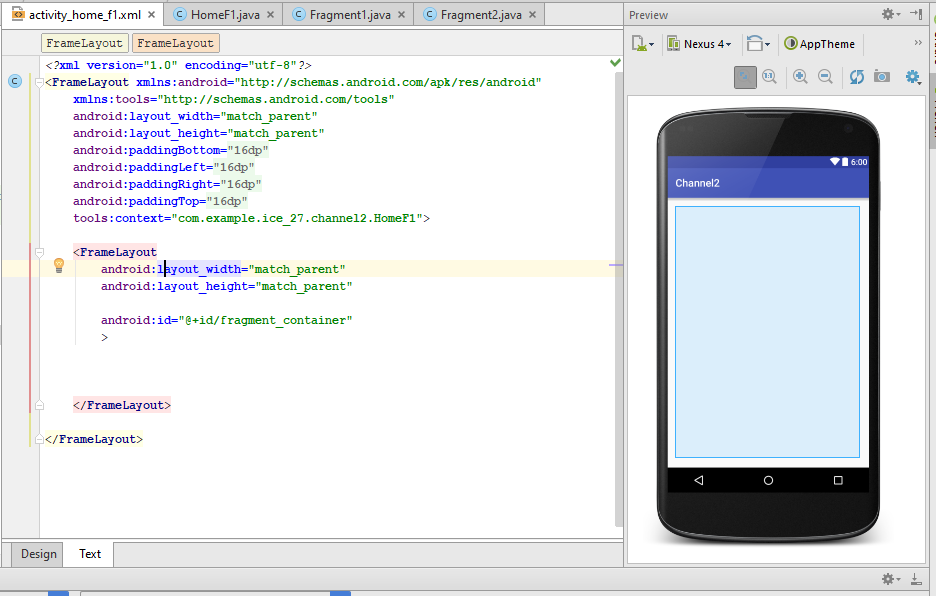 activity_home_f1.xml
HomeF1.java
Fragment1.java
Fragment2.java
Preview
FrameLayout
FrameLayout
Nexus 4
AppTheme
<?xml version="1.0" encoding="utf-8"?>
<FrameLayout xmlns:android="http://schemas.android.com/apk/res/android"
xmlns:tools="http://schemas.android.com/tools"
android:layout_width="match_parent"
android:layout_height="match_parent"
android:paddingBottom="16dp"
android:paddingLeft="16dp"
android:paddingRight="16dp"
android:paddingTop="16dp"
tools:context="com.example.ice_27.channel2.HomeF1">
<FrameLayout
android:layout_width="match_parent"
android:layout_height="match_parent"
android:id="@+id/fragment_container"
>
</FrameLayout>
</FrameLayout>
6:00
Channel2
Design
Text